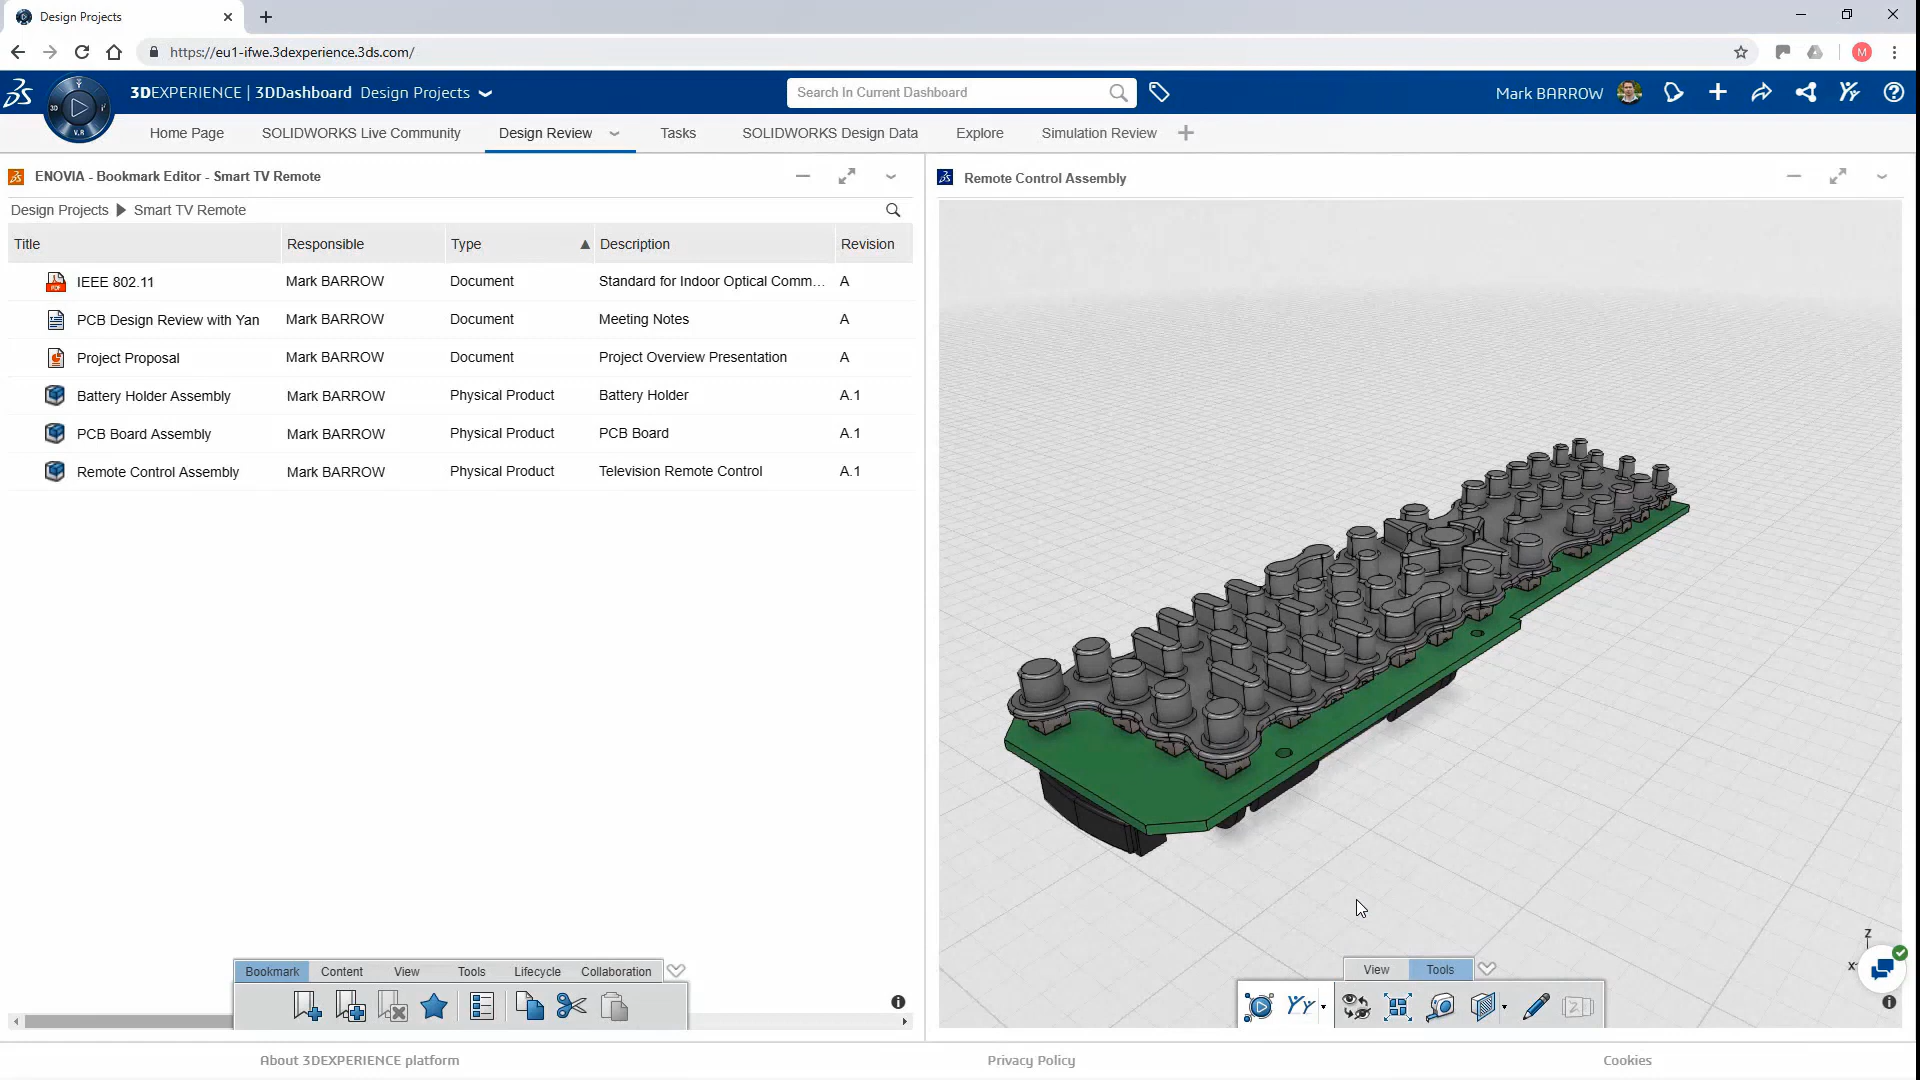 Design Projects
https://eu1-ifwe.3dexperience.3ds.com/
3DEXPERIENCE | 3DDashboard Design Projects
Search In Current Dashboard
Mark BARROW
3D
V.R
Home Page
SOLIDWORKS Live Community
Design Review
Tasks
SOLIDWORKS Design Data
Explore
Simulation Review
ENOVIA - Bookmark Editor - Smart TV Remote
Remote Control Assembly
Design Projects ▶ Smart TV Remote
Title Responsible Type ▲ Description Revision
IEEE 802.11 Mark BARROW Document Standard for Indoor Optical Comm... A
PCB Design Review with Yan Mark BARROW Document Meeting Notes A
Project Proposal Mark BARROW Document Project Overview Presentation A
Battery Holder Assembly Mark BARROW Physical Product Battery Holder A.1
PCB Board Assembly Mark BARROW Physical Product PCB Board A.1
Remote Control Assembly Mark BARROW Physical Product Television Remote Control A.1
Bookmark Content View Tools Lifecycle Collaboration
View Tools
Z
X
About 3DEXPERIENCE platform
Privacy Policy
Cookies
M